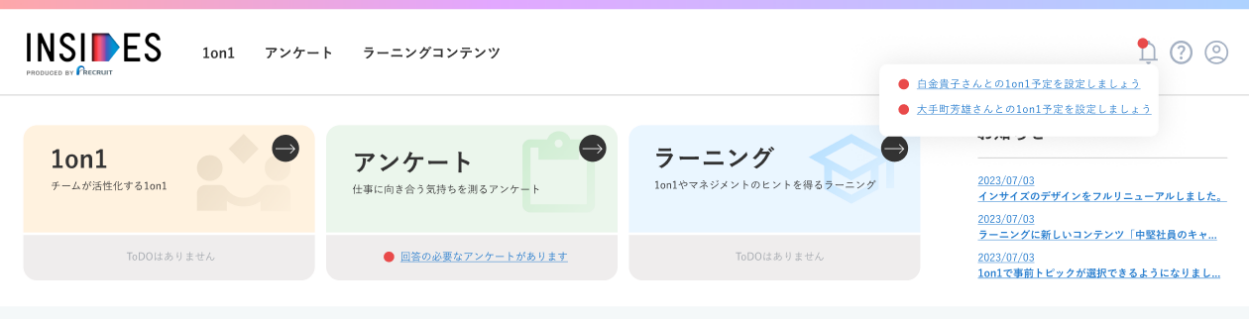 INSIDES
PRODUCED BY RECRUIT
1on1 アンケート ラーニングコンテンツ
白金貴子さんとの1on1予定を設定しましょう
大手町芳雄さんとの1on1予定を設定しましょう
1on1
チームが活性化する1on1
ToDOはありません
アンケート
仕事に向き合う気持ちを測るアンケート
回答の必要なアンケートがあります
ラーニング
1on1やマネジメントのヒントを得るラーニング
ToDOはありません
2023/07/03
インサイズのデザインをフルリニューアルしました。
2023/07/03
ラーニングに新しいコンテンツ「中堅社員のキャ...
2023/07/03
1on1で事前トピックが選択できるようになりまし...